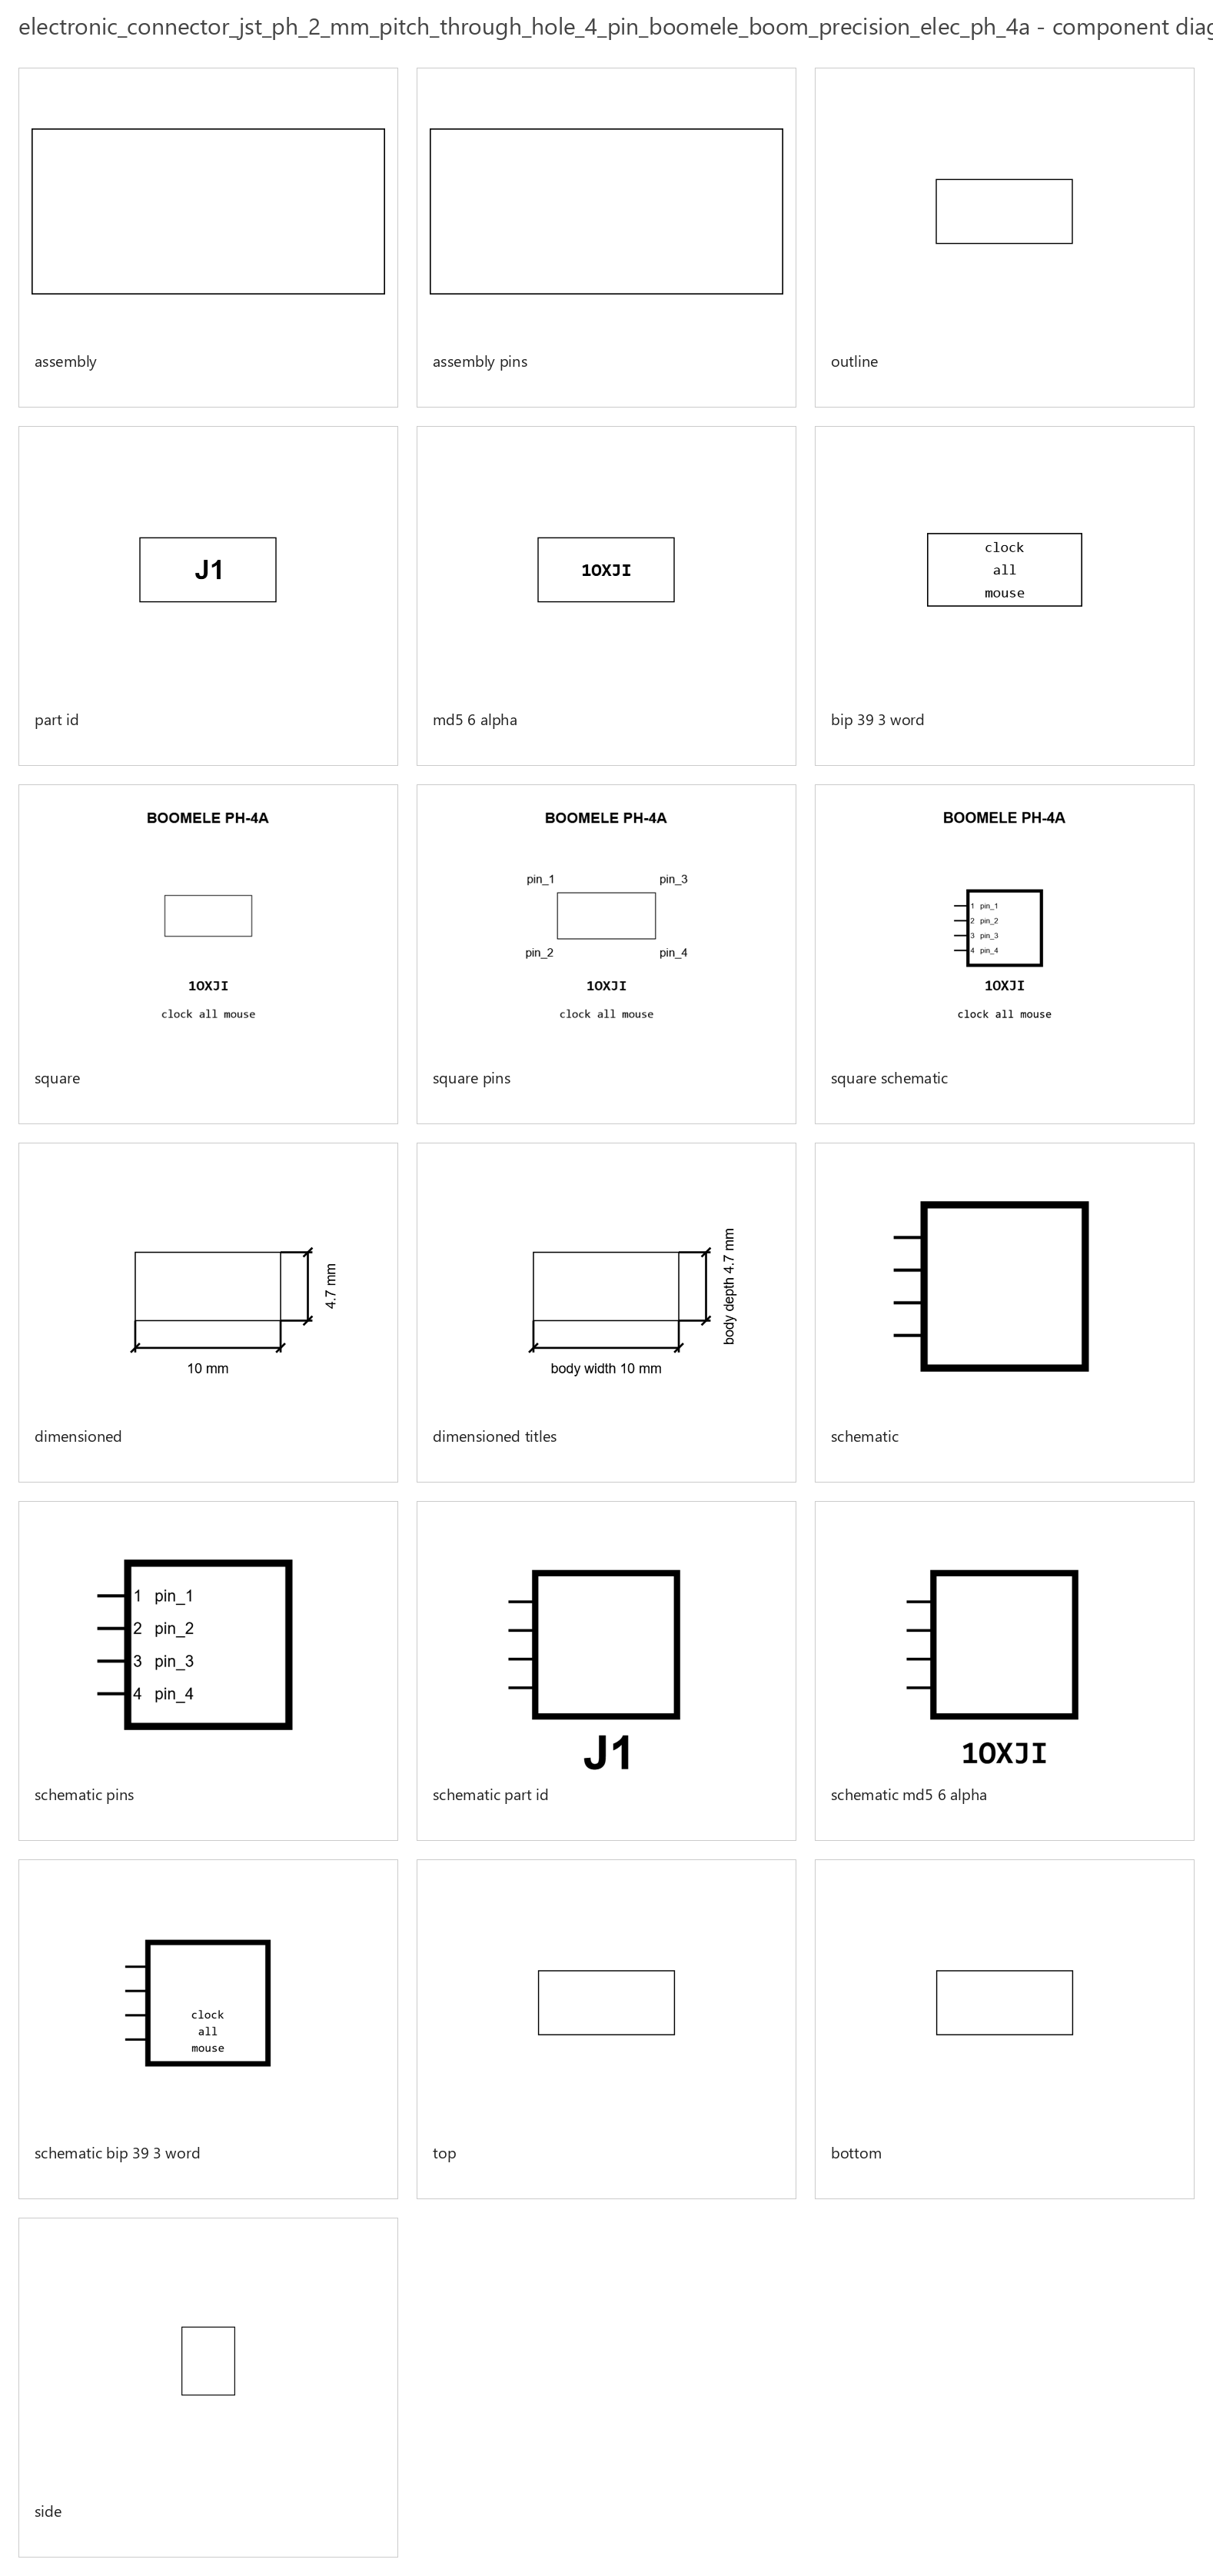 electronic_connector_jst_ph_2_mm_pitch_through_hole_4_pin_boomele_boom_precision_elec_ph_4a - component diag
assembly
assembly pins
outline
J1
part id
1OXJI
md5 6 alpha
clock
all
mouse
bip 39 3 word
BOOMELE PH-4A
1OXJI
clock all mouse
square
BOOMELE PH-4A
pin_1
pin_3
pin_2
pin_4
1OXJI
clock all mouse
square pins
BOOMELE PH-4A
1 pin_1
2 pin_2
3 pin_3
4 pin_4
1OXJI
clock all mouse
square schematic
4.7 mm
10 mm
dimensioned
body depth 4.7 mm
body width 10 mm
dimensioned titles
schematic
1 pin_1
2 pin_2
3 pin_3
4 pin_4
schematic pins
J1
schematic part id
1OXJI
schematic md5 6 alpha
clock
all
mouse
schematic bip 39 3 word
top
bottom
side